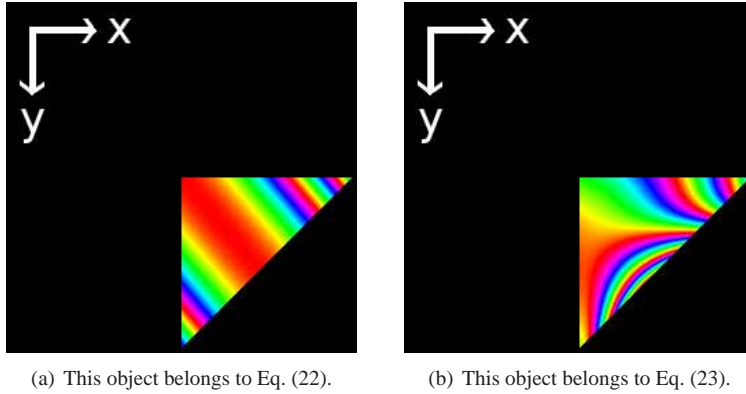 x
y
x
y
(a) This object belongs to Eq. (22).
(b) This object belongs to Eq. (23).